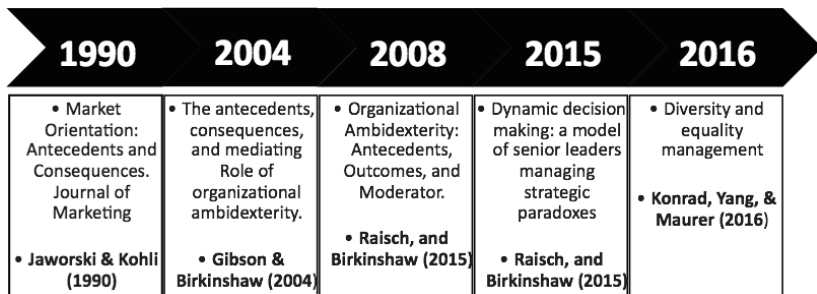 1990
2004
2008
2015
2016
• Market
Orientation:
Antecedents and
Consequences.
Journal of
Marketing
• Jaworski & Kohli
(1990)
• The antecedents,
consequences,
and mediating
Role of
organizational
ambidexterity.
• Gibson &
Birkinshaw (2004)
• Organizational
Ambidexterity:
Antecedents,
Outcomes, and
Moderator.
• Raisch, and
Birkinshaw (2015)
• Dynamic decision
making: a model
of senior leaders
managing
strategic
paradoxes
• Raisch, and
Birkinshaw (2015)
• Diversity and
equality
management
• Konrad, Yang, &
Maurer (2016)